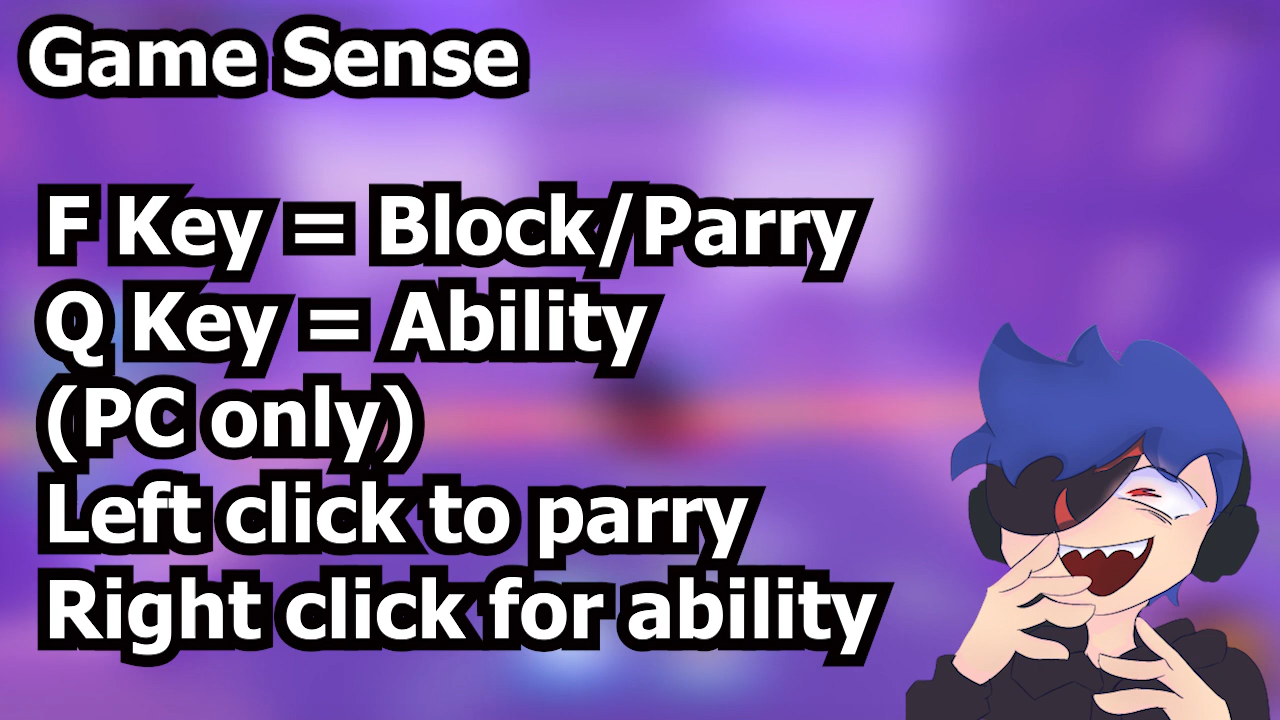 Game Sense
F Key = Block/Parry
Q Key = Ability
(PC only)
Left click to parry
Right click for ability